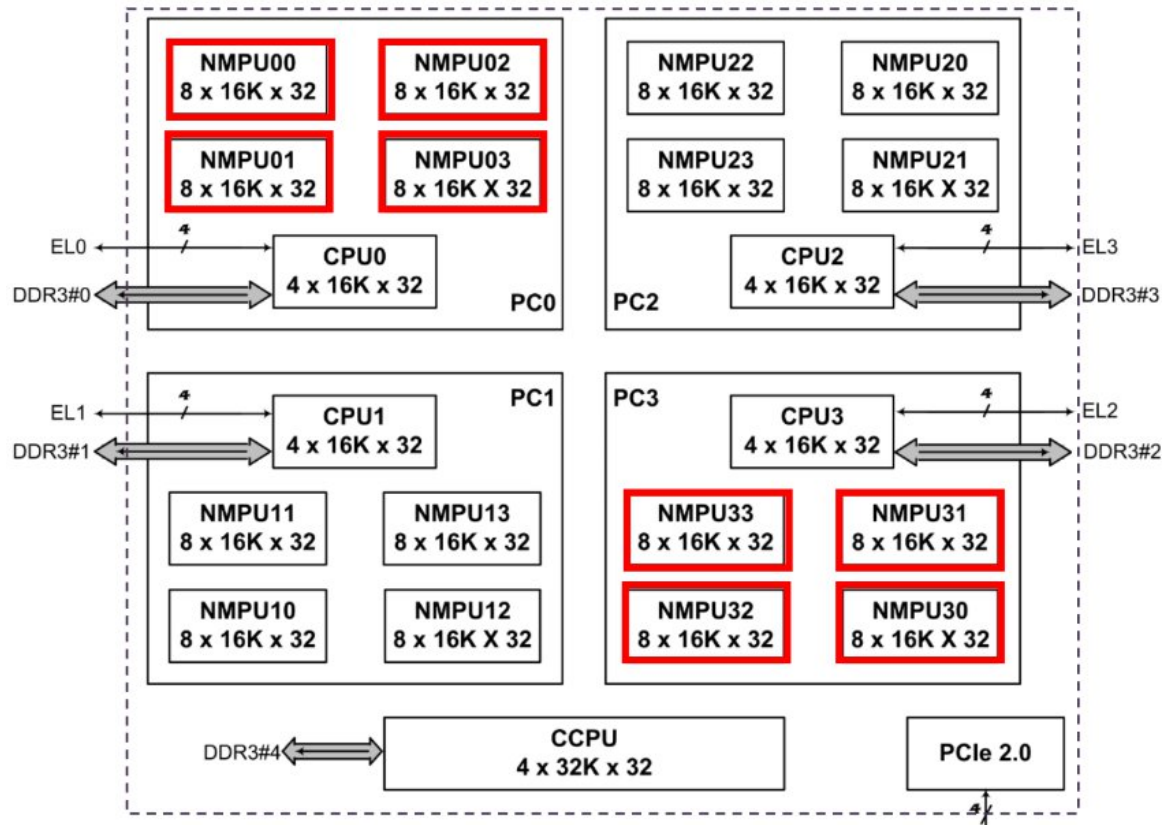 NMPU00
8 x 16K x 32
NMPU02
8 x 16K x 32
NMPU01
8 x 16K x 32
NMPU03
8 x 16K X 32
EL0
4
CPU0
4 x 16K x 32
DDR3#0
PC0
NMPU22
8 x 16K x 32
NMPU20
8 x 16K x 32
NMPU23
8 x 16K x 32
NMPU21
8 x 16K X 32
CPU2
4 x 16K x 32
4
EL3
DDR3#3
PC2
PC1
EL1
4
CPU1
4 x 16K x 32
DDR3#1
NMPU11
8 x 16K x 32
NMPU13
8 x 16K x 32
NMPU10
8 x 16K x 32
NMPU12
8 x 16K X 32
PC3
CPU3
4 x 16K x 32
4
EL2
DDR3#2
NMPU33
8 x 16K x 32
NMPU31
8 x 16K x 32
NMPU32
8 x 16K x 32
NMPU30
8 x 16K X 32
DDR3#4
CCPU
4 x 32K x 32
PCIe 2.0
4